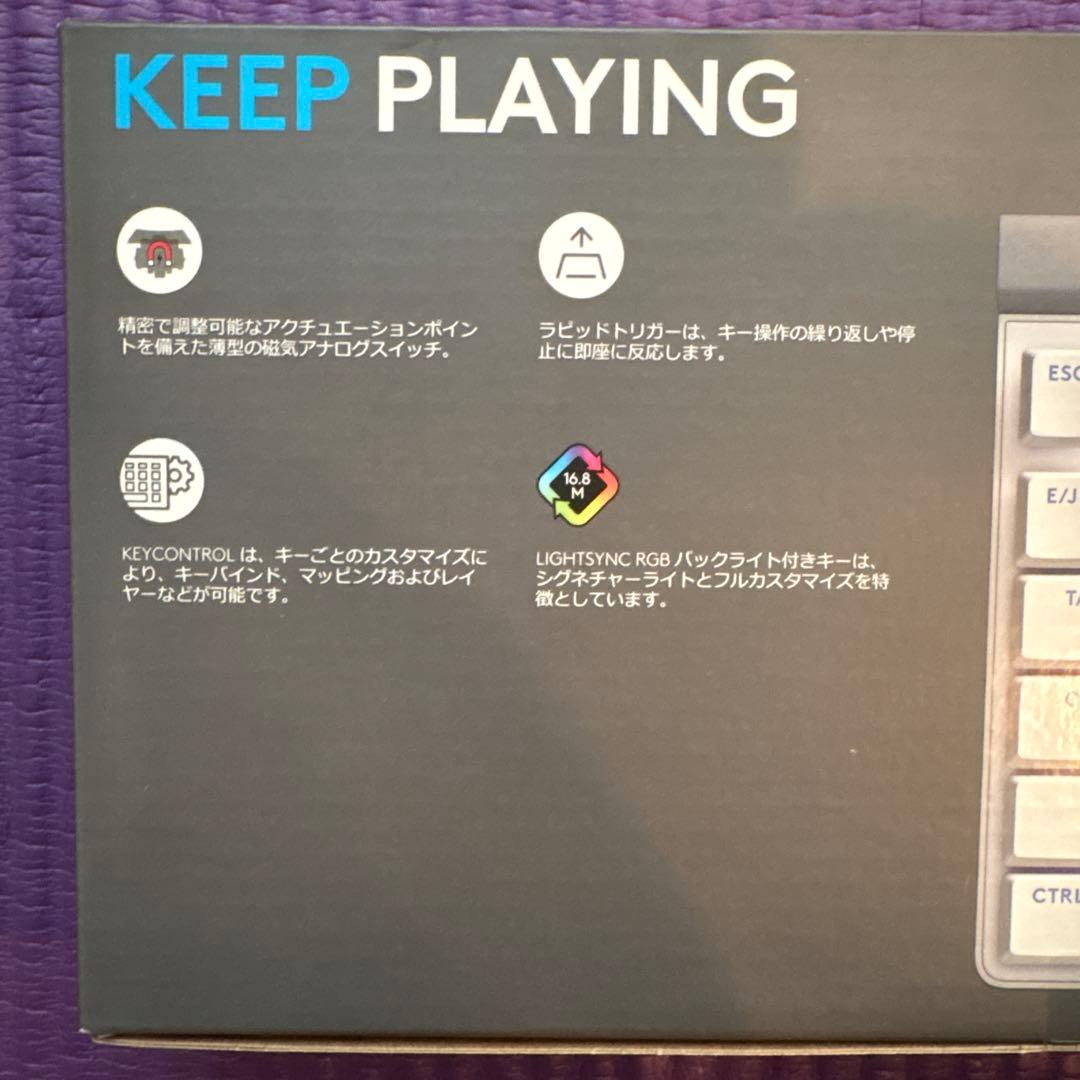 KEEP PLAYING
精密で調整可能なアクチュエーションポイン
トを備えた薄型の磁気アナログスイッチ。
ラピッドトリガーは、キー操作の繰り返しや停
止に即座に反応します。
16.8
M
KEYCONTROL は、キーごとのカスタマイズに
より、キーバインド、マッピングおよびレイ
ヤーなどが可能です。
LIGHTSYNC RGB バックライト付きキーは、
シグネチャーライトとフルカスタマイズを特
徴としています。
ESC
E/J
CTRL